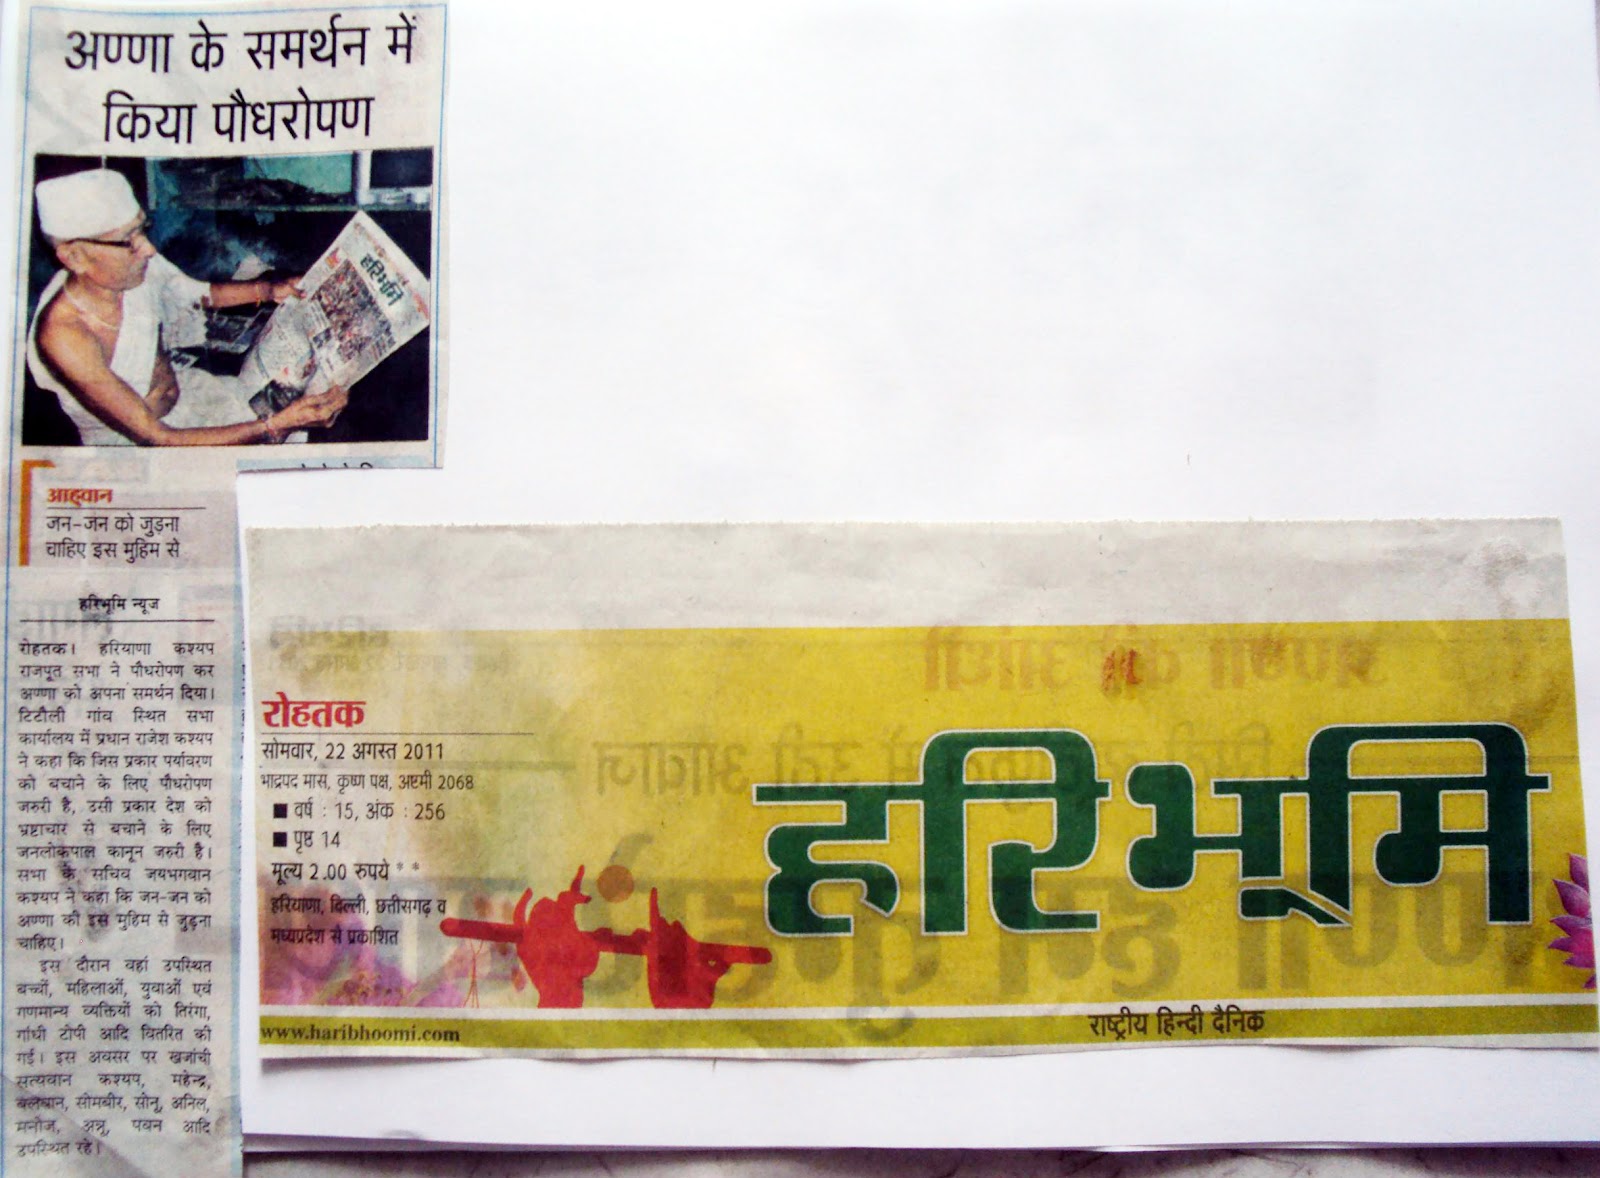 अण्णा के समर्थन में
किया पौधरोपण
हरिभूमि
आह्वान
जन-जन को जुड़ना
चाहिए इस मुहिम से
हरिभूमि न्यूज
रोहतक। हरियाणा कश्यप
राजपूत सभा ने पौधरोपण कर
अण्णा को अपना समर्थन दिया।
टिटौली गांव स्थित सभा
कार्यालय में प्रधान राजेश कश्यप
ने कहा कि जिस प्रकार पर्यावरण
को बचाने के लिए पौधरोपण
जरुरी है, उसी प्रकार देश को
भ्रष्टाचार से बचाने के लिए
जनलोकपाल कानून जरुरी है।
सभा के सचिव जयभगवान
कश्यप ने कहा कि जन-जन को
अण्णा की इस मुहिम से जुड़ना
चाहिए।
इस दौरान वहां उपस्थित
बच्चों, महिलाओं, युवाओं एवं
गणमान्य व्यक्तियों को तिरंगा,
गांधी टोपी आदि वितरित की
गई। इस अवसर पर खजांची
सत्यवान कश्यप, महेन्द्र,
बलवान, सोमबीर, सोनू, अनिल,
मनोज, अन्नू, पवन आदि
उपस्थित रहे।
रोहतक
सोमवार, 22 अगस्त 2011
भाद्रपद मास, कृष्ण पक्ष, अष्टमी 2068
■ वर्ष : 15, अंक : 256
■ पृष्ठ 14
मूल्य 2.00 रुपये * *
हरियाणा, दिल्ली, छत्तीसगढ़ व
मध्यप्रदेश से प्रकाशित
हरिभूमि
www.haribhoomi.com
राष्ट्रीय हिन्दी दैनिक